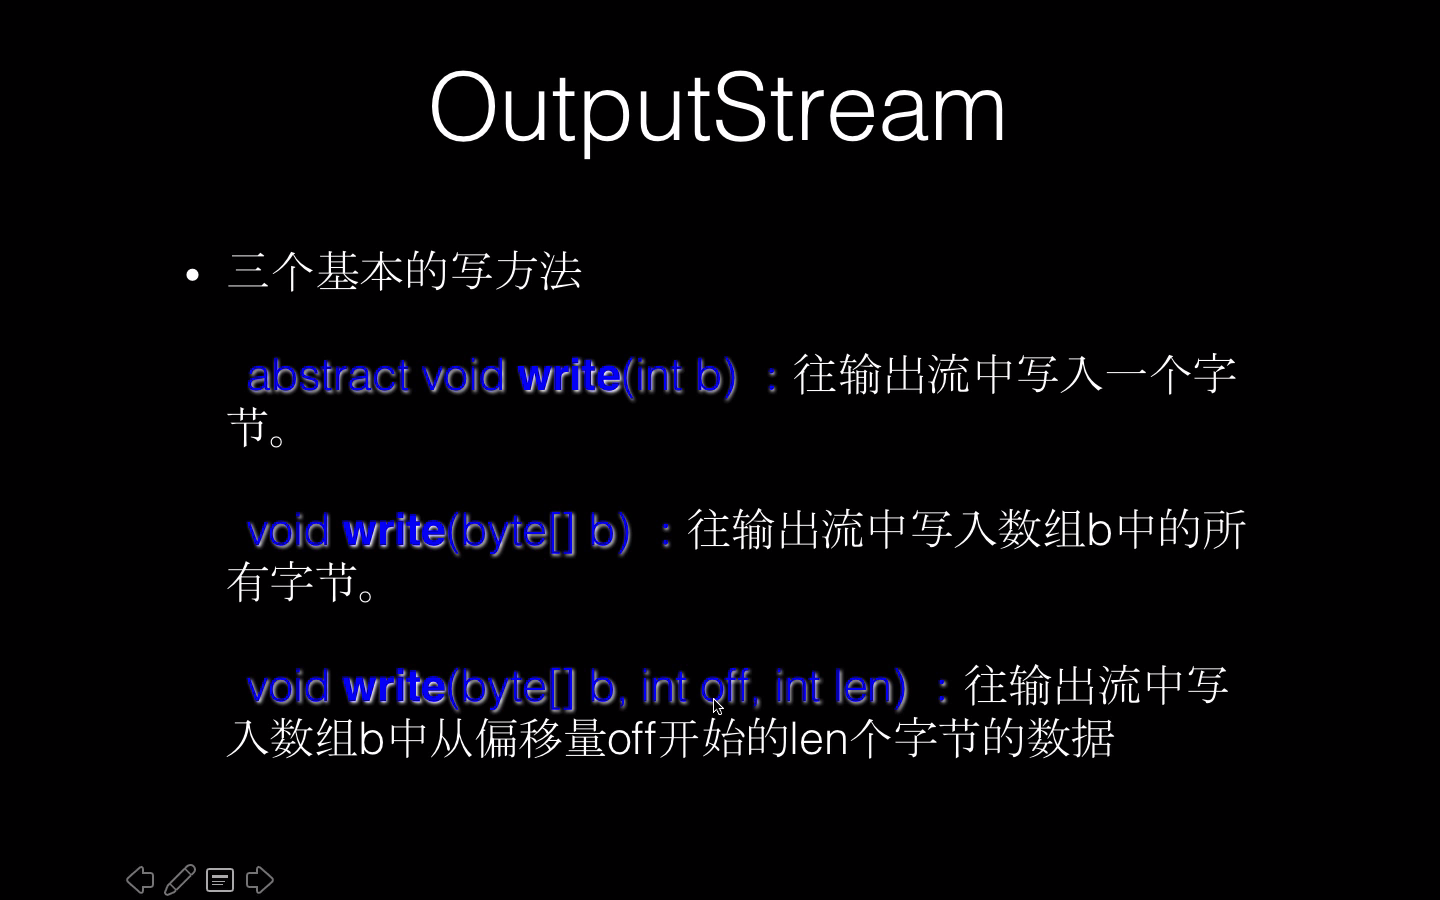 OutputStream
• 三个基本的写方法
abstract void write(int b) ：往输出流中写入一个字
节。
void write(byte[] b) ：往输出流中写入数组b中的所
有字节。
void write(byte[] b, int off, int len) ：往输出流中写
入数组b中从偏移量off开始的len个字节的数据